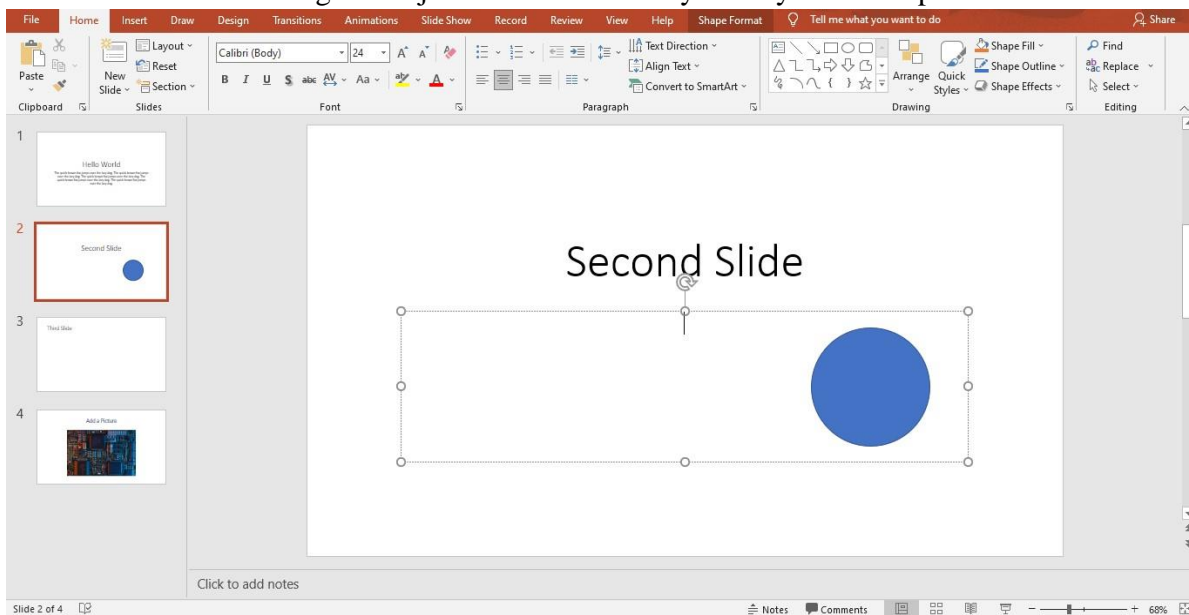 File Home Insert Draw Design Transitions Animations Slide Show Record Review View Help Shape Format Tell me what you want to do Share
Paste
Clipboard
New
Slide
Layout
Reset
Section
Slides
Calibri (Body) 24
B I U S abc AV Aa
Font
Text Direction
Align Text
Convert to SmartArt
Paragraph
Arrange
Quick
Styles
Shape Fill
Shape Outline
Shape Effects
Drawing
Find
Replace
Select
Editing
1
Hello World
2
Second Slide
3
Third Slide
4
Add a Picture
Second Slide
Click to add notes
Slide 2 of 4
Notes
Comments
68%